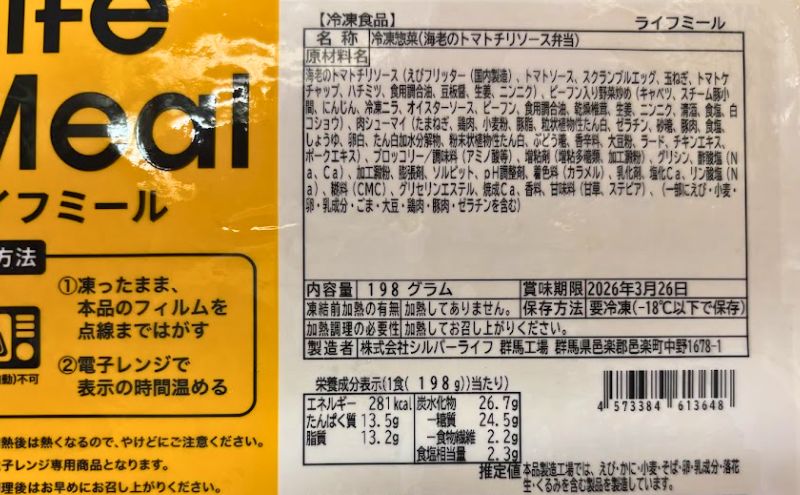 ife
Meal
イフミール
方法
①凍ったまま、
本品のフィルムを
点線まではがす
②電子レンジで
表示の時間温める
動)不可
熱後は熱くなるので、やけどにご注意ください。
子レンジ専用商品となります。
理後はお早めにお召し上がりください。
【冷凍食品】 ライフミール
名称 冷凍惣菜(海老のトマトチリソース弁当)
原材料名
海老のトマトチリソース(えびフリッター(国内製造)、トマトソース、スクランブルエッグ、玉ねぎ、トマトケ
チャップ、ハチミツ、食用調合油、豆板醤、生姜、ニンニク)、ビーフン入り野菜炒め(キャベツ、スチーム豚小
間、にんじん、冷凍ニラ、オイスターソース、ビーフン、食用調合油、乾燥椎茸、生姜、ニンニク、清酒、食塩、白
コショウ)、肉シューマイ(たまねぎ、鶏肉、小麦粉、豚脂、粒状植物性たん白、ゼラチン、砂糖、豚肉、食塩、
しょうゆ、卵白、たん白加水分解物、粉末状植物性たん白、ぶどう糖、香辛料、大豆粉、ラード、チキンエキス、
ポークエキス)、ブロッコリー/調味料(アミノ酸等)、増粘剤(増粘多糖類、加工澱粉)、グリシン、酢酸塩(N
a、Ca)、加工澱粉、膨張剤、ソルビット、pH調整剤、着色料(カラメル)、乳化剤、塩化Ca、リン酸塩(N
a)、糊料(CMC)、グリセリンエステル、焼成Ca、香料、甘味料(甘草、ステビア)、(一部にえび・小麦・
卵・乳成分・ごま・大豆・鶏肉・豚肉・ゼラチンを含む)
内容量 198グラム 賞味期限 2026年3月26日
凍結前加熱の有無 加熱してありません。 保存方法 要冷凍(-18℃以下で保存)
加熱調理の必要性 加熱してお召し上がりください。
製造者 株式会社シルバーライフ 群馬工場 群馬県邑楽郡邑楽町中野1678-1
栄養成分表示(1食(198g)当たり)
エネルギー 281kcal 炭水化物 26.7g
たんぱく質 13.5g −糖質 24.5g
脂質 13.2g −食物繊維 2.2g
食塩相当量 2.3g
推定値
4 573384 613648
本品製造工場では、えび・かに・小麦・そば・卵・乳成分・落花
生・くるみを含む製品を製造しています。